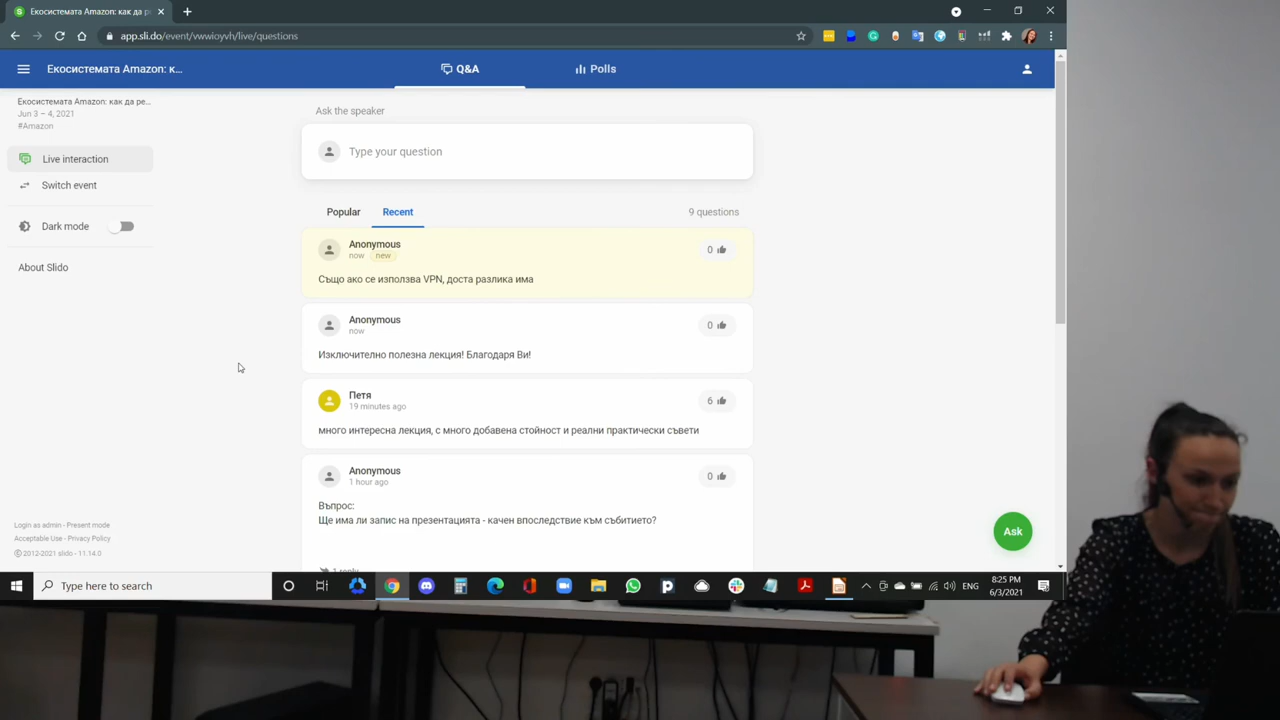 Екосистемата Amazon: как да ре
app.sli.do/event/vwwioyvh/live/questions
Екосистемата Amazon: к...
Q&A
Polls
Екосистемата Amazon: как да ре...
Jun 3 – 4, 2021
#Amazon
Live interaction
Switch event
Dark mode
About Slido
Ask the speaker
Type your question
Popular
Recent
9 questions
Anonymous
now
new
0
Също ако се използва VPN, доста разлика има
Anonymous
now
0
Изключително полезна лекция! Благодаря Ви!
Петя
19 minutes ago
6
много интересна лекция, с много добавена стойност и реални практически съвети
Anonymous
1 hour ago
0
Въпрос:
Ще има ли запис на презентацията - качен впоследствие към събитието?
1 reply
Ask
Login as admin - Present mode
Acceptable Use - Privacy Policy
© 2012-2021 slido - 11.14.0
Type here to search
ENG
8:25 PM
6/3/2021